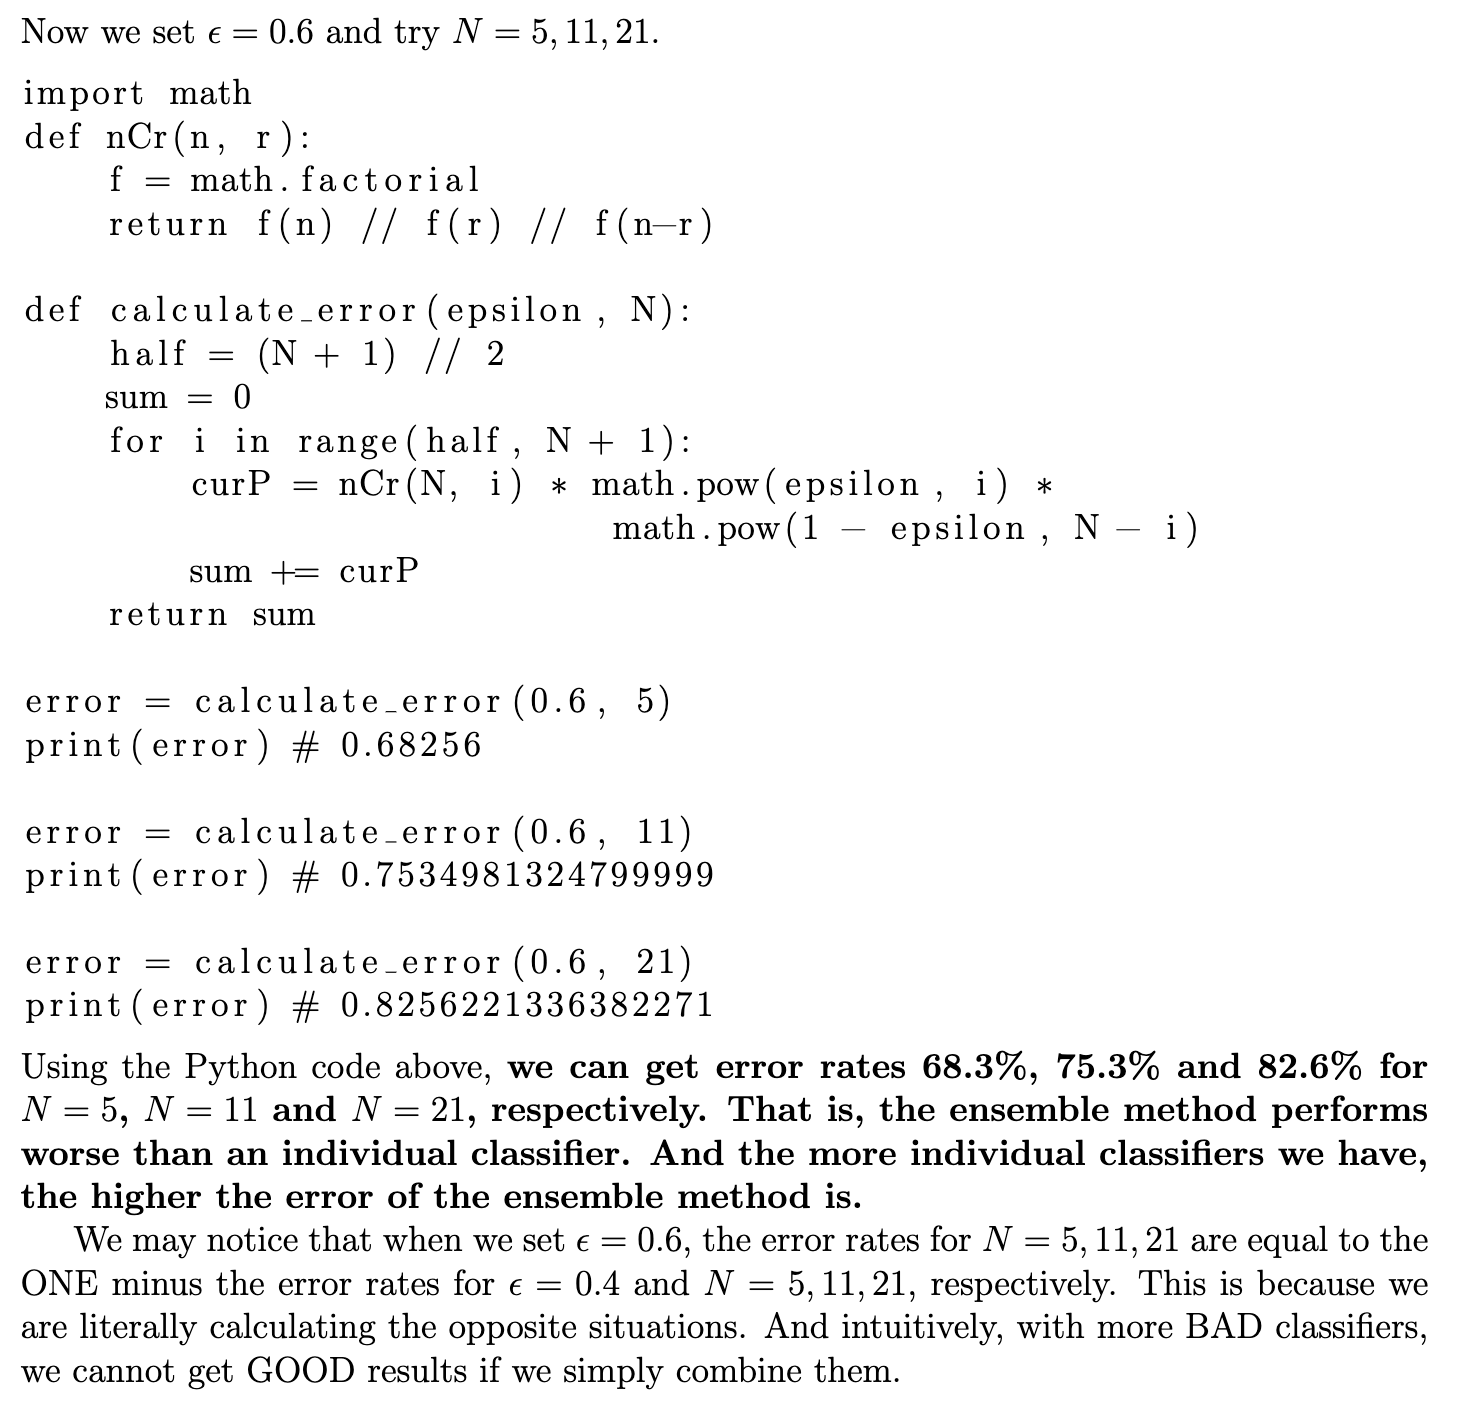 Now we set ϵ = 0.6 and try N = 5, 11, 21.
import math
def nCr(n, r):
    f = math.factorial
    return f(n) // f(r) // f(n−r)

def calculate_error(epsilon, N):
    half = (N + 1) // 2
    sum = 0
    for i in range(half, N + 1):
        curP = nCr(N, i) * math.pow(epsilon, i) *
                            math.pow(1 − epsilon, N − i)
        sum += curP
    return sum

error = calculate_error(0.6, 5)
print(error) # 0.68256

error = calculate_error(0.6, 11)
print(error) # 0.7534981324799999

error = calculate_error(0.6, 21)
print(error) # 0.8256221336382271
Using the Python code above, we can get error rates 68.3%, 75.3% and 82.6% for
N = 5, N = 11 and N = 21, respectively. That is, the ensemble method performs
worse than an individual classifier. And the more individual classifiers we have,
the higher the error of the ensemble method is.
We may notice that when we set ϵ = 0.6, the error rates for N = 5, 11, 21 are equal to the
ONE minus the error rates for ϵ = 0.4 and N = 5, 11, 21, respectively. This is because we
are literally calculating the opposite situations. And intuitively, with more BAD classifiers,
we cannot get GOOD results if we simply combine them.